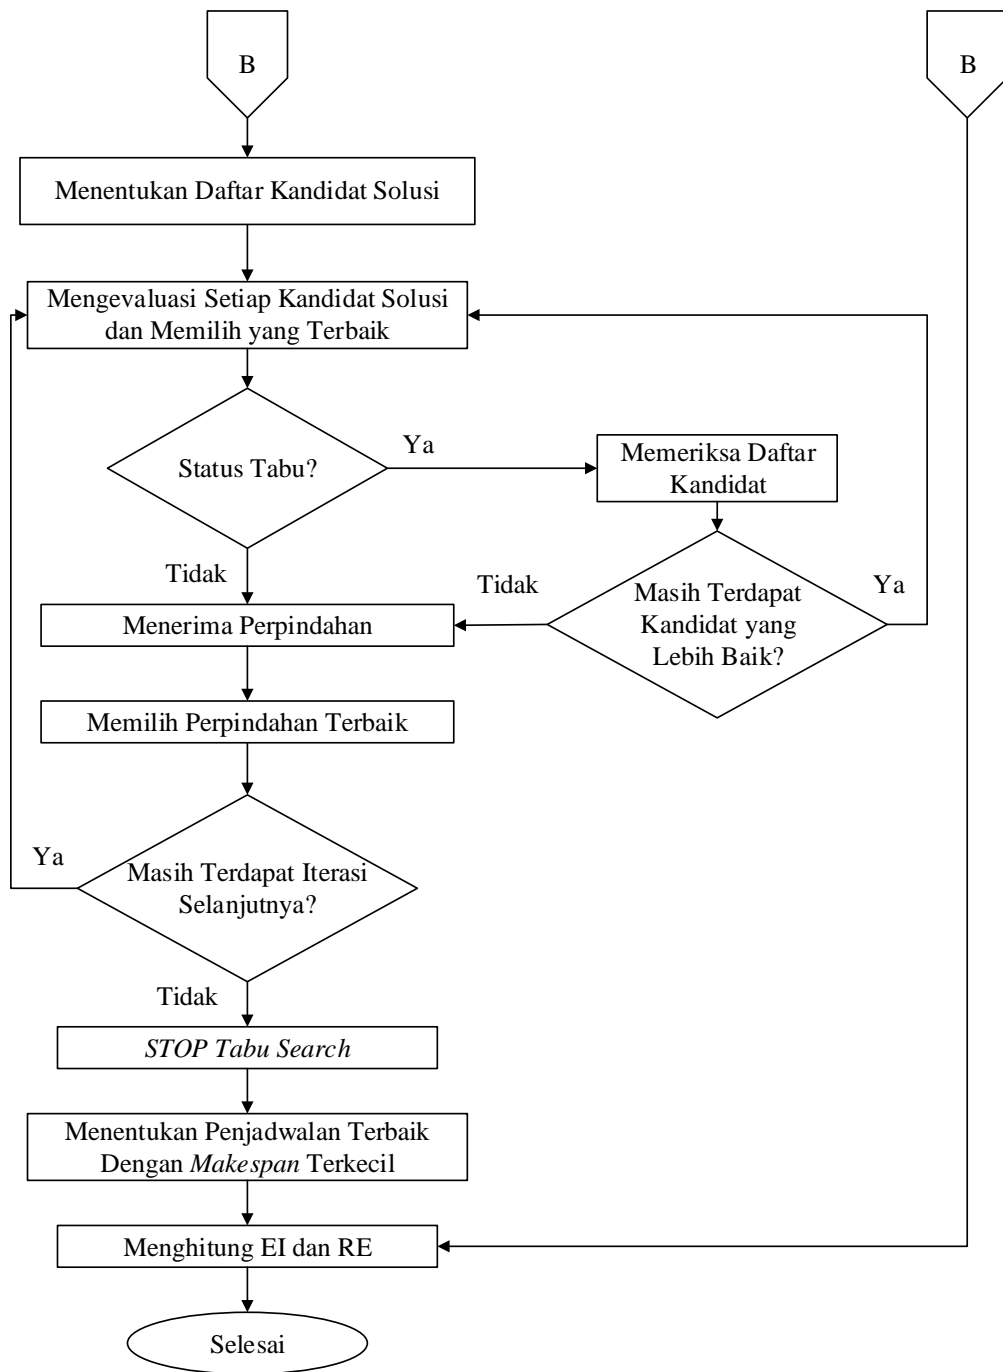 B
B
Menentukan Daftar Kandidat Solusi
Mengevaluasi Setiap Kandidat Solusi
dan Memilih yang Terbaik
Status Tabu?
Ya
Memeriksa Daftar
Kandidat
Tidak
Tidak
Masih Terdapat
Kandidat yang
Lebih Baik?
Ya
Menerima Perpindahan
Memilih Perpindahan Terbaik
Ya
Masih Terdapat Iterasi
Selanjutnya?
Tidak
STOP Tabu Search
Menentukan Penjadwalan Terbaik
Dengan Makespan Terkecil
Menghitung EI dan RE
Selesai